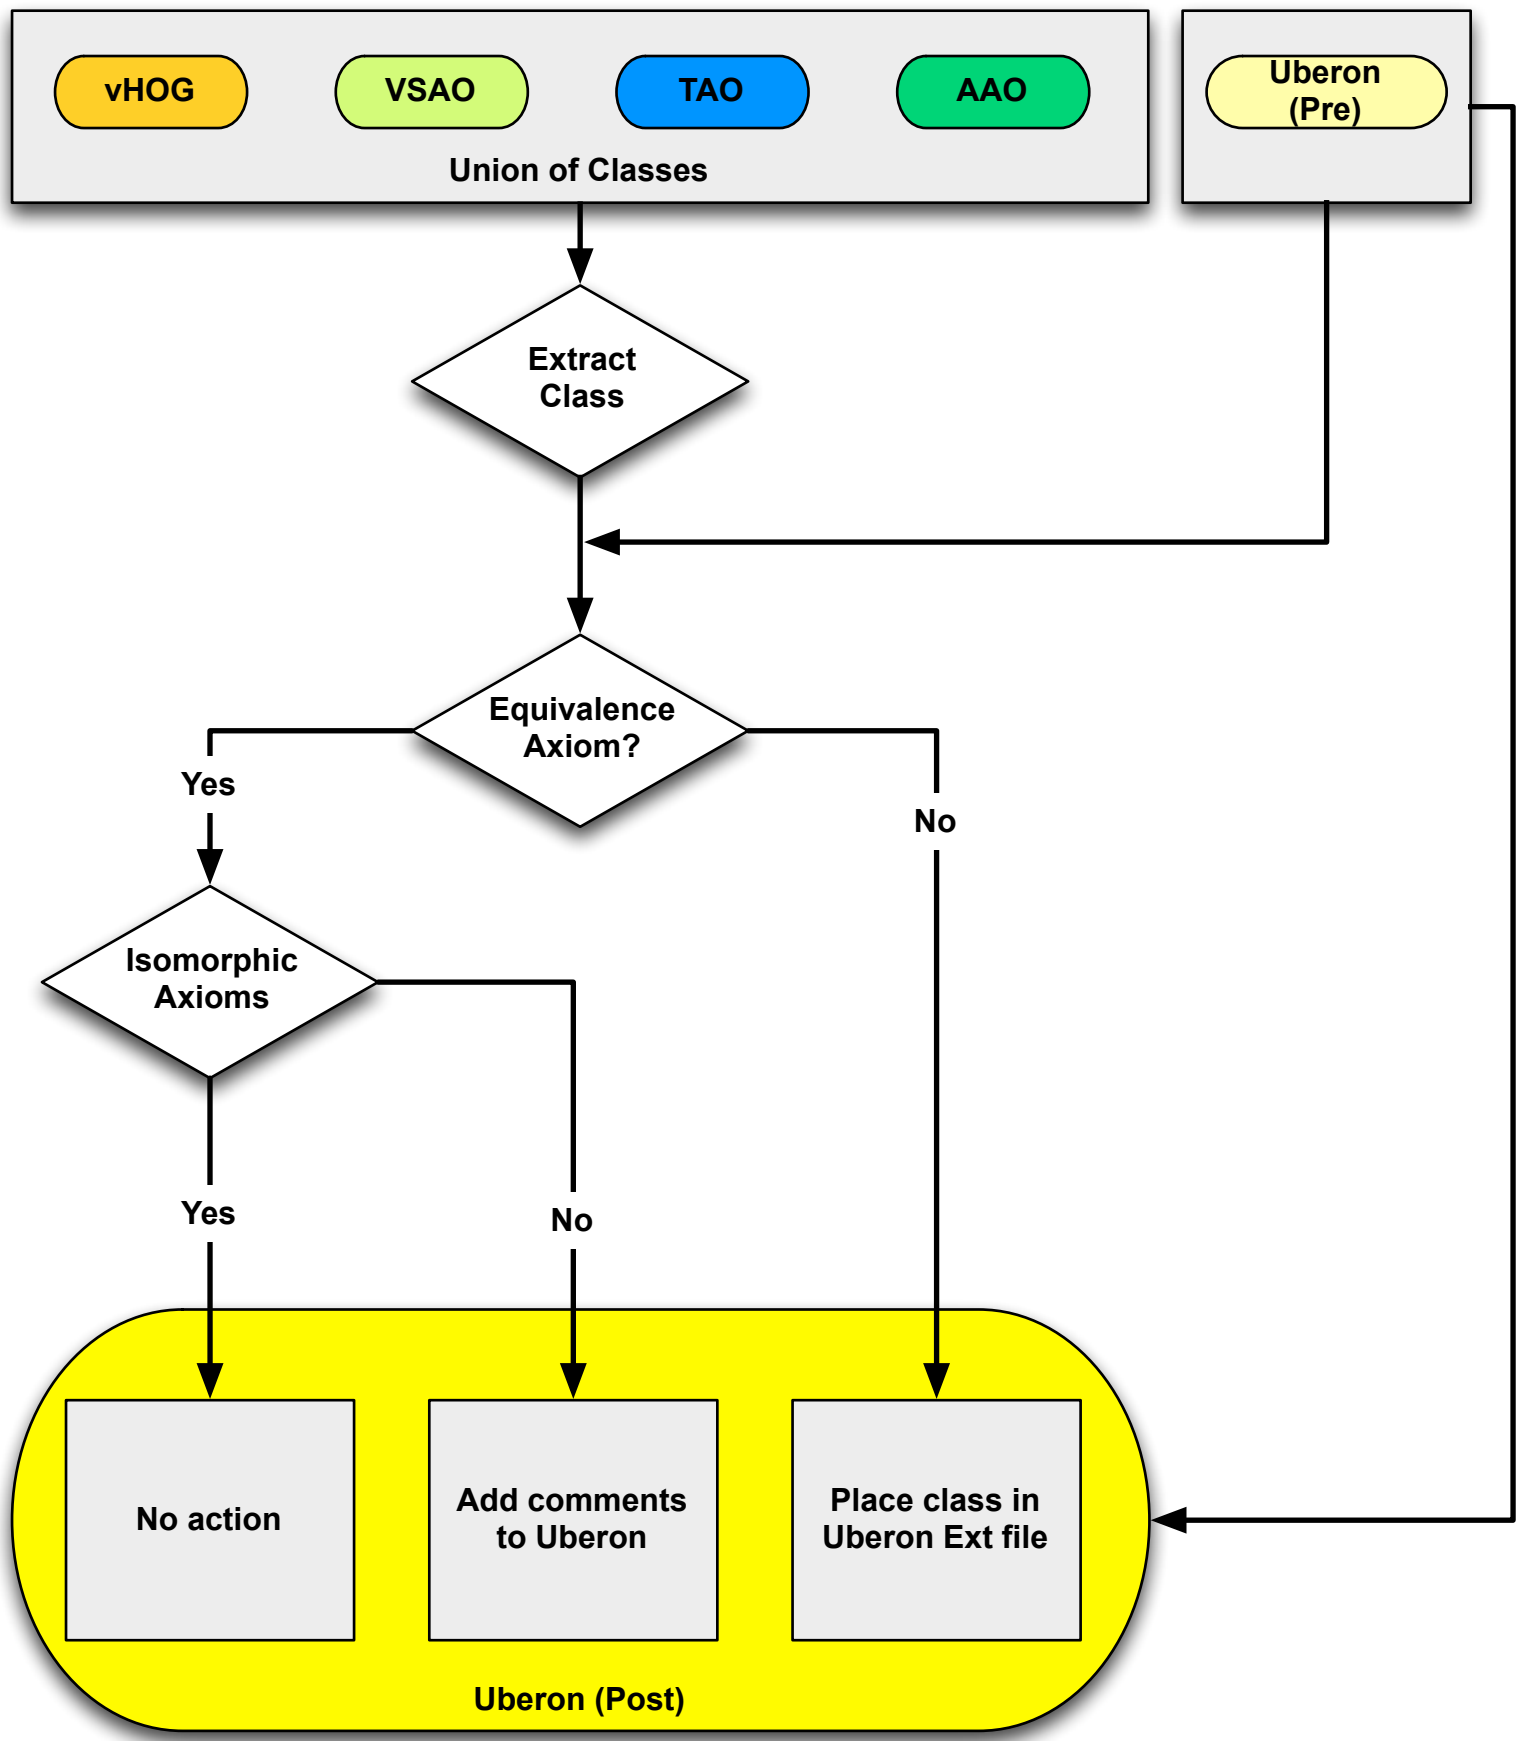 vHOG
VSAO
TAO
AAO
Uberon
(Pre)
Union of Classes
Extract
Class
Equivalence
Axiom?
Yes
No
Isomorphic
Axioms
Yes
No
No action
Add comments
to Uberon
Place class in
Uberon Ext file
Uberon (Post)